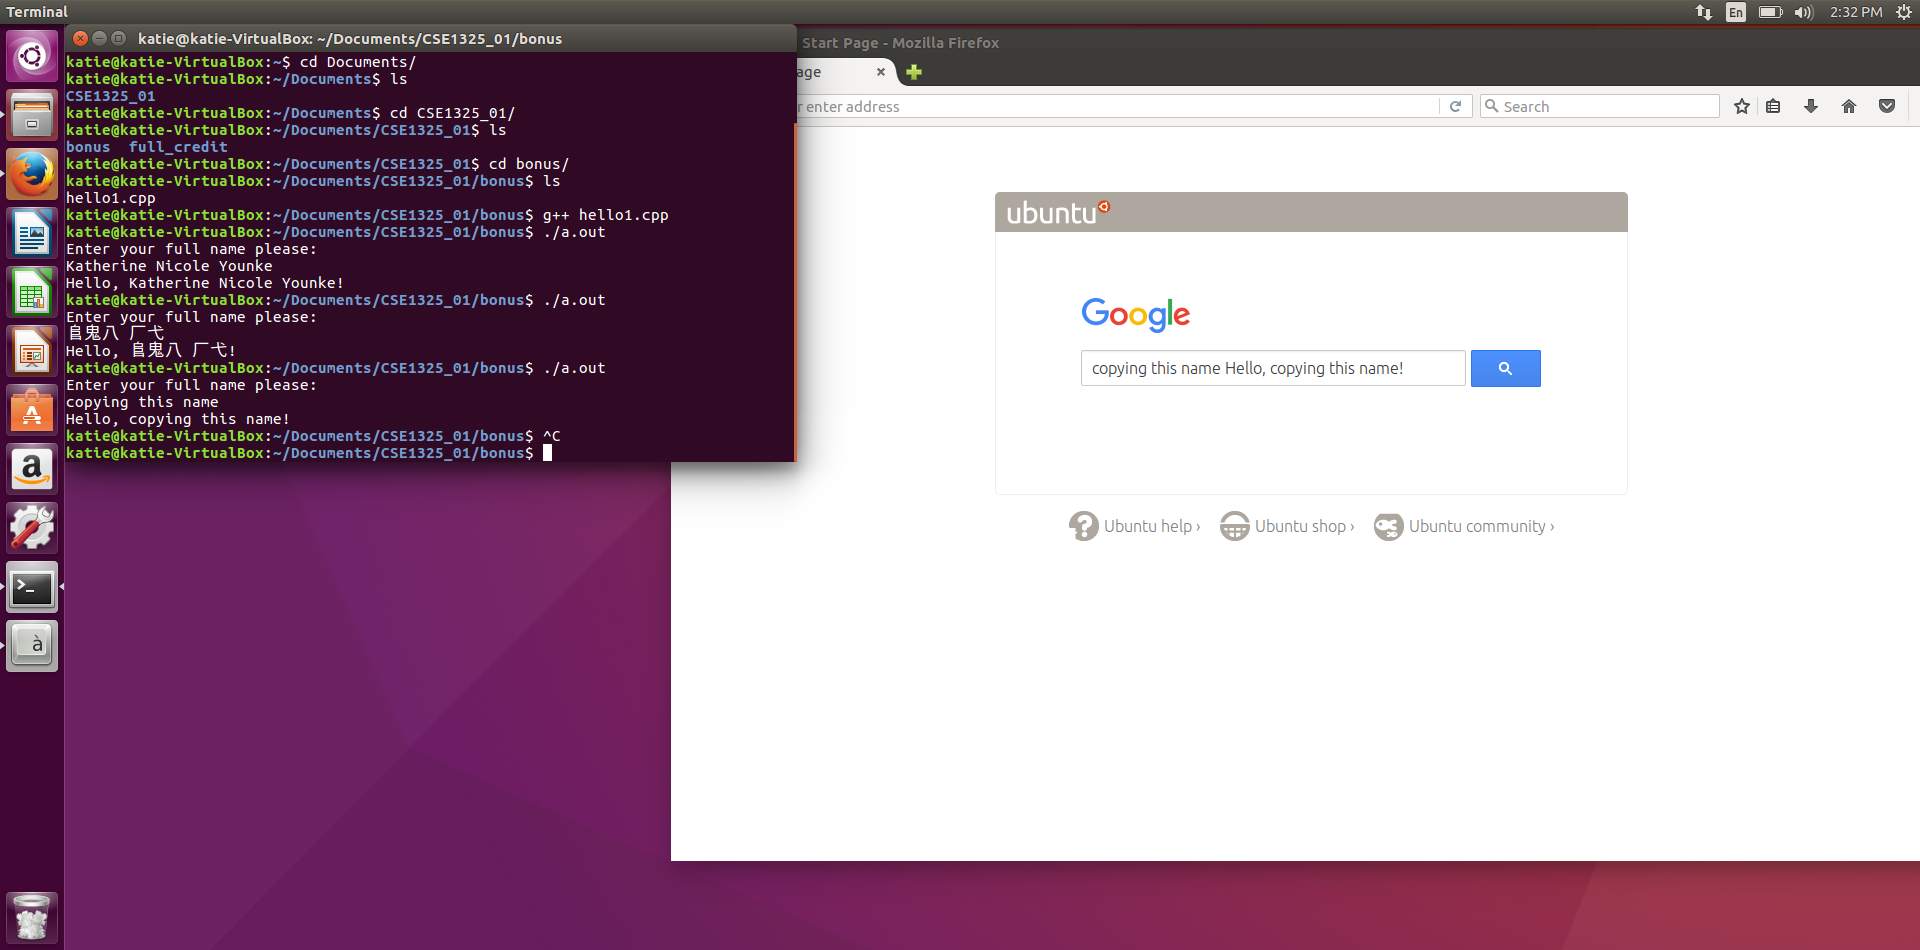 Terminal
En
2:32 PM
katie@katie-VirtualBox: ~/Documents/CSE1325_01/bonus
katie@katie-VirtualBox:~$ cd Documents/
katie@katie-VirtualBox:~/Documents$ ls
CSE1325_01
katie@katie-VirtualBox:~/Documents$ cd CSE1325_01/
katie@katie-VirtualBox:~/Documents/CSE1325_01$ ls
bonus  full_credit
katie@katie-VirtualBox:~/Documents/CSE1325_01$ cd bonus/
katie@katie-VirtualBox:~/Documents/CSE1325_01/bonus$ ls
hello1.cpp
katie@katie-VirtualBox:~/Documents/CSE1325_01/bonus$ g++ hello1.cpp
katie@katie-VirtualBox:~/Documents/CSE1325_01/bonus$ ./a.out
Enter your full name please:
Katherine Nicole Younke
Hello, Katherine Nicole Younke!
katie@katie-VirtualBox:~/Documents/CSE1325_01/bonus$ ./a.out
Enter your full name please:
鬼八 厂弋
Hello, 鬼八 厂弋!
katie@katie-VirtualBox:~/Documents/CSE1325_01/bonus$ ./a.out
Enter your full name please:
copying this name
Hello, copying this name!
katie@katie-VirtualBox:~/Documents/CSE1325_01/bonus$ ^C
katie@katie-VirtualBox:~/Documents/CSE1325_01/bonus$
Start Page - Mozilla Firefox
age
r enter address
Search
ubuntu
Google
copying this name Hello, copying this name!
Ubuntu help ›
Ubuntu shop ›
Ubuntu community ›
A
a
>_
à